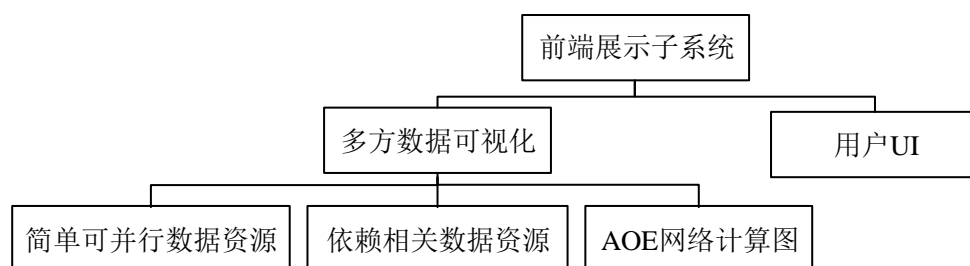 前端展示子系统
多方数据可视化
用户UI
简单可并行数据资源
依赖相关数据资源
AOE网络计算图